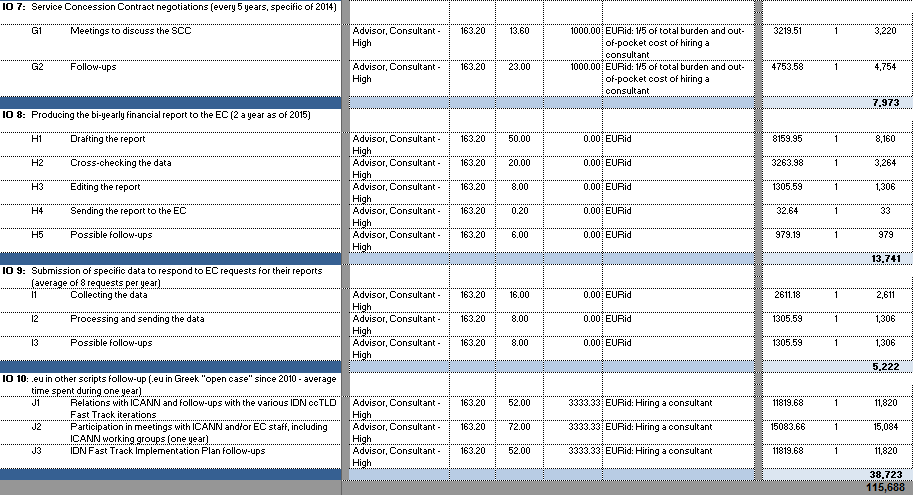 IO 7: Service Concession Contract negotiations (every 5 years, specific of 2014)
G1 Meetings to discuss the SCC Advisor, Consultant - 163.20 13.60 1000.00 EURid: 1/5 of total burden and out- 3219.51 1 3,220
High of-pocket cost of hiring a
consultant
G2 Follow-ups Advisor, Consultant - 163.20 23.00 1000.00 EURid: 1/5 of total burden and out- 4753.58 1 4,754
High of-pocket cost of hiring a
consultant
7,973
IO 8: Producing the bi-yearly financial report to the EC (2 a year as of 2015)
H1 Drafting the report Advisor, Consultant - 163.20 50.00 0.00 EURid 8159.95 1 8,160
High
H2 Cross-checking the data Advisor, Consultant - 163.20 20.00 0.00 EURid 3263.98 1 3,264
High
H3 Editing the report Advisor, Consultant - 163.20 8.00 0.00 EURid 1305.59 1 1,306
High
H4 Sending the report to the EC Advisor, Consultant - 163.20 0.20 0.00 EURid 32.64 1 33
High
H5 Possible follow-ups Advisor, Consultant - 163.20 6.00 0.00 EURid 979.19 1 979
High
13,741
IO 9: Submission of specific data to respond to EC requests for their reports
(average of 8 requests per year)
I1 Collecting the data Advisor, Consultant - 163.20 16.00 0.00 EURid 2611.18 1 2,611
High
I2 Processing and sending the data Advisor, Consultant - 163.20 8.00 0.00 EURid 1305.59 1 1,306
High
I3 Possible follow-ups Advisor, Consultant - 163.20 8.00 0.00 EURid 1305.59 1 1,306
High
5,222
IO 10: .eu in other scripts follow-up (.eu in Greek "open case" since 2010 - average
time spent during one year)
J1 Relations with ICANN and follow-ups with the various IDN ccTLD Advisor, Consultant - 163.20 52.00 3333.33 EURid: Hiring a consultant 11819.68 1 11,820
Fast Track iterations High
J2 Participation in meetings with ICANN and/or EC staff, including Advisor, Consultant - 163.20 72.00 3333.33 EURid: Hiring a consultant 15083.66 1 15,084
ICANN working groups (one year) High
J3 IDN Fast Track Implementation Plan follow-ups Advisor, Consultant - 163.20 52.00 3333.33 EURid: Hiring a consultant 11819.68 1 11,820
High
38,723
115,688